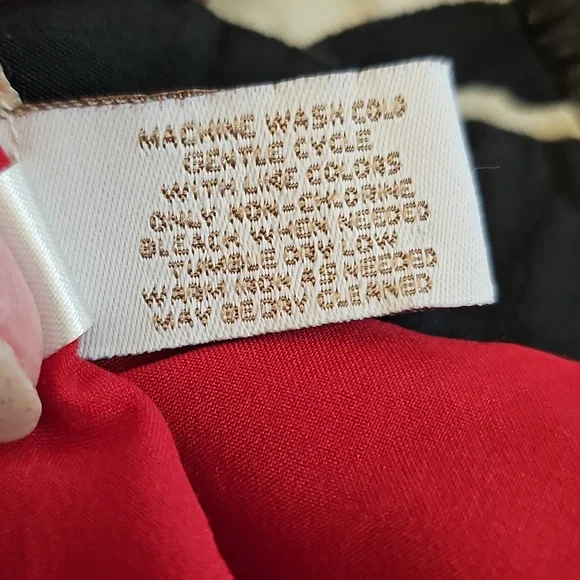 MACHINE WASH COLD
GENTLE CYCLE
WITH LIKE COLORS
ONLY NON-CHLORINE
BLEACH WHEN NEEDED
TUMBLE DRY LOW
WARM IRON AS NEEDED
MAY BE DRY CLEANED